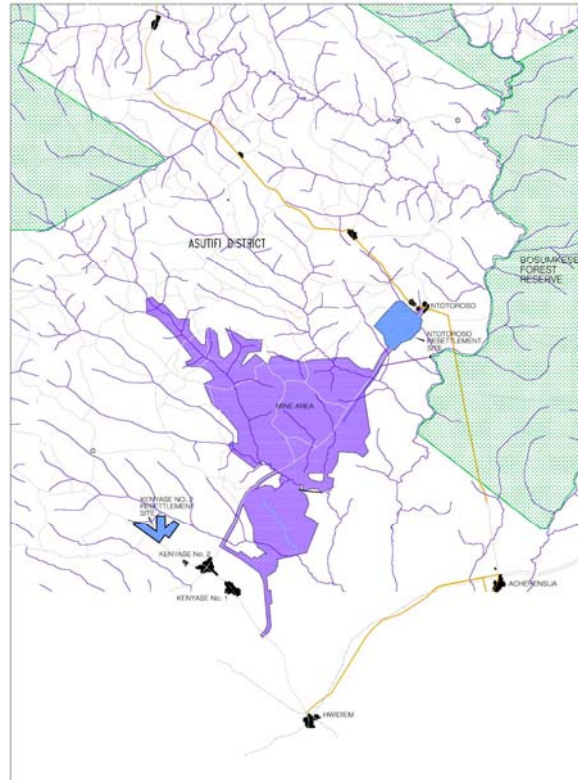 ASUTIFI DISTRICT
BOSUMKESE
FOREST
RESERVE
NTOTOROSO
NTOTOROSO
RESETTLEMENT
SITE
MINE AREA
KENYASE NO. 2
RESETTLEMENT
SITE
KENYASE No. 2
KENYASE No. 1
ACHERENSUA
HWIDIEM